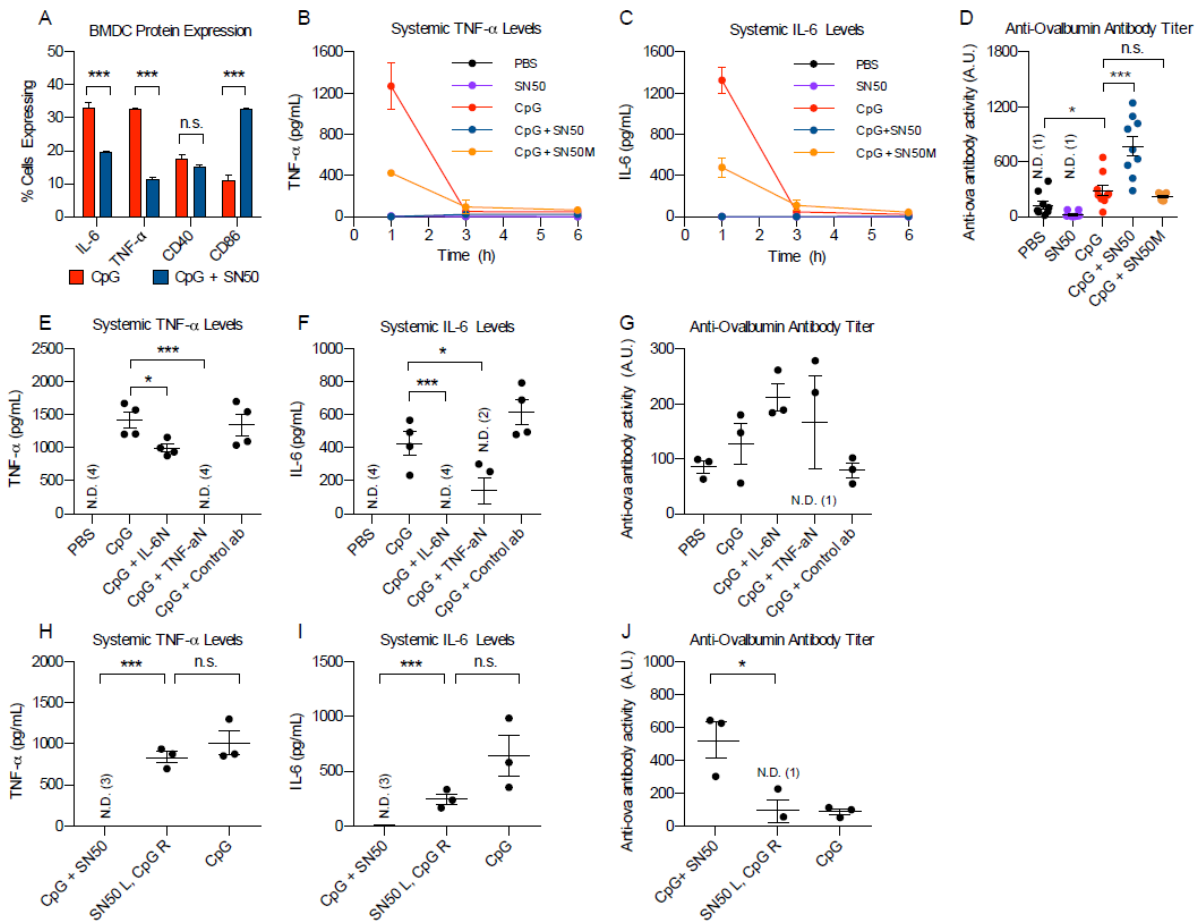 A
BMDC Protein Expression
% Cells Expressing
50
40
30
20
10
0
***
***
n.s.
***
IL-6
TNF-α
CD40
CD86
CpG
CpG + SN50
B
Systemic TNF-α Levels
TNF-α (pg/mL)
1600
1200
800
400
0
PBS
SN50
CpG
CpG + SN50
CpG + SN50M
0 1 2 3 4 5 6
Time (h)
C
Systemic IL-6 Levels
IL-6 (pg/mL)
1600
1200
800
400
0
PBS
SN50
CpG
CpG+SN50
CpG + SN50M
0 1 2 3 4 5 6
Time (h)
D
Anti-Ovalbumin Antibody Titer
Anti-ova antibody activity (A.U.)
1800
1200
600
0
n.s.
***
*
N.D. (1)
N.D. (1)
PBS
SN50
CpG
CpG + SN50
CpG + SN50M
E
Systemic TNF-α Levels
TNF-α (pg/mL)
2500
2000
1500
1000
500
0
***
*
N.D. (4)
N.D. (4)
PBS
CpG
CpG + IL-6N
CpG + TNF-aN
CpG + Control ab
F
Systemic IL-6 Levels
IL-6 (pg/mL)
1000
800
600
400
200
0
*
***
N.D. (4)
N.D. (4)
N.D. (2)
PBS
CpG
CpG + IL-6N
CpG + TNF-aN
CpG + Control ab
G
Anti-Ovalbumin Antibody Titer
Anti-ova antibody activity (A.U.)
300
200
100
0
N.D. (1)
PBS
CpG
CpG + IL-6N
CpG + TNF-aN
CpG + Control ab
H
Systemic TNF-α Levels
TNF-α (pg/mL)
2000
1500
1000
500
0
***
n.s.
N.D. (3)
CpG + SN50
SN50 L, CpG R
CpG
I
Systemic IL-6 Levels
IL-6 (pg/mL)
1500
1000
500
0
***
n.s.
N.D. (3)
CpG + SN50
SN50 L, CpG R
CpG
J
Anti-Ovalbumin Antibody Titer
Anti-ova antibody activity (A.U.)
1000
800
600
400
200
0
*
N.D. (1)
CpG+ SN50
SN50 L, CpG R
CpG